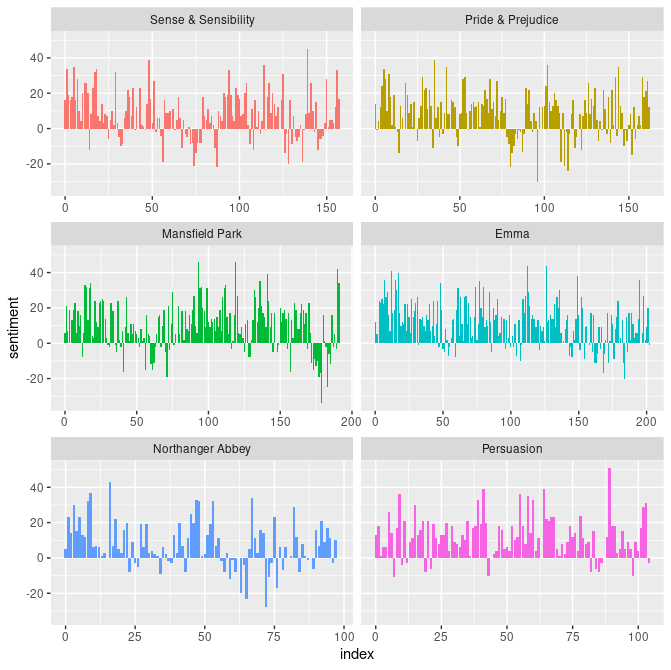 Sense & Sensibility
Pride & Prejudice
40
20
0
-20
0 50 100 150
0 50 100 150
Mansfield Park
Emma
40
20
0
-20
0 50 100 150 200
0 50 100 150 200
sentiment
Northanger Abbey
Persuasion
40
20
0
-20
0 25 50 75 100
0 25 50 75 100
index